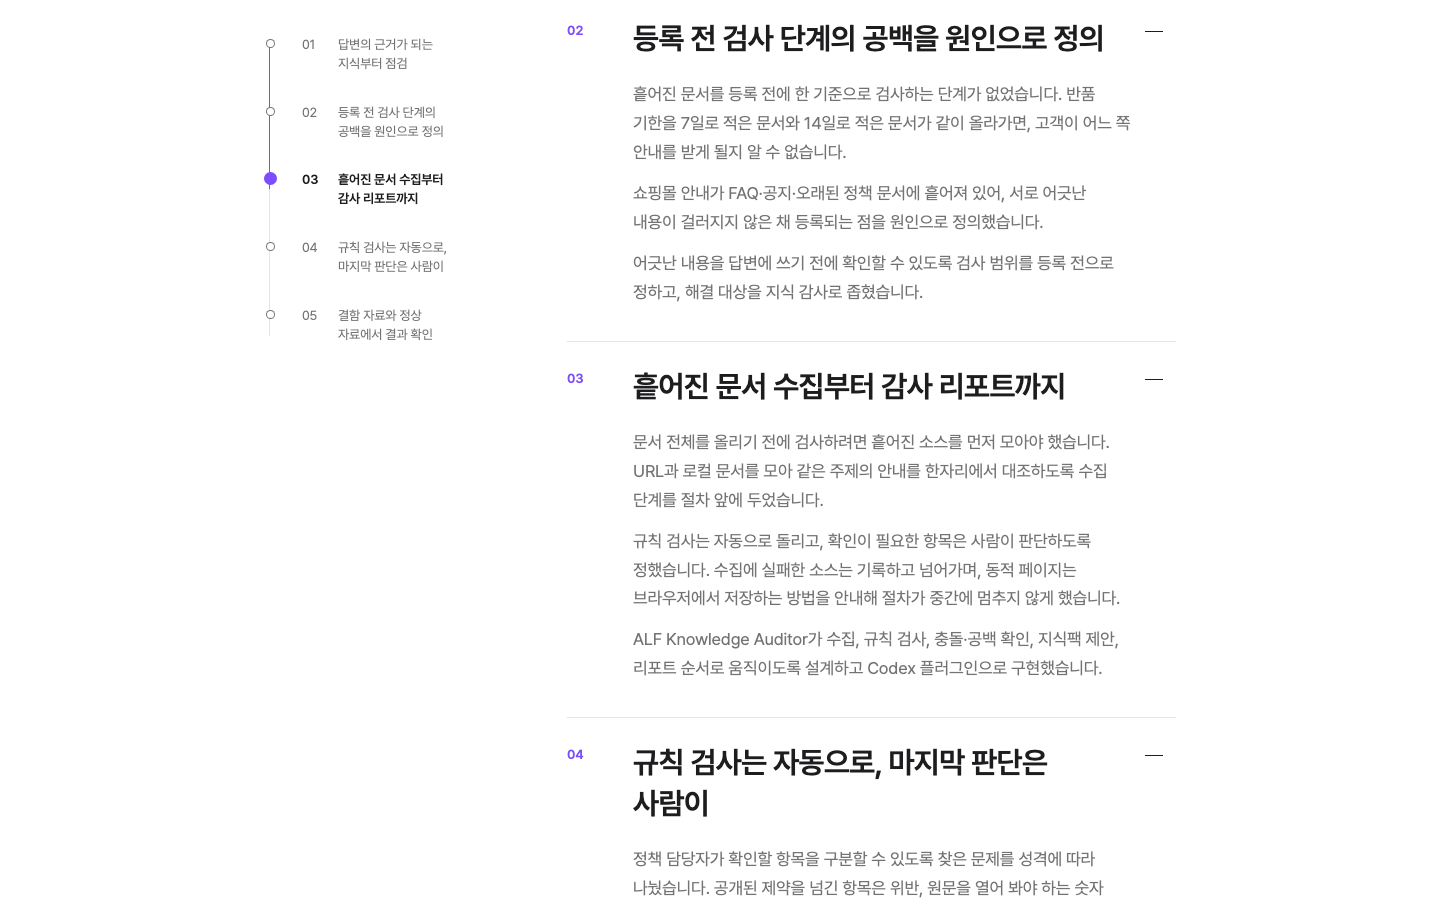 01 답변의 근거가 되는
지식부터 점검
02 등록 전 검사 단계의
공백을 원인으로 정의
03 흩어진 문서 수집부터
감사 리포트까지
04 규칙 검사는 자동으로,
마지막 판단은 사람이
05 결함 자료와 정상
자료에서 결과 확인
02 등록 전 검사 단계의 공백을 원인으로 정의
흩어진 문서를 등록 전에 한 기준으로 검사하는 단계가 없었습니다. 반품
기한을 7일로 적은 문서와 14일로 적은 문서가 같이 올라가면, 고객이 어느 쪽
안내를 받게 될지 알 수 없습니다.
쇼핑몰 안내가 FAQ·공지·오래된 정책 문서에 흩어져 있어, 서로 어긋난
내용이 걸러지지 않은 채 등록되는 점을 원인으로 정의했습니다.
어긋난 내용을 답변에 쓰기 전에 확인할 수 있도록 검사 범위를 등록 전으로
정하고, 해결 대상을 지식 감사로 좁혔습니다.
03 흩어진 문서 수집부터 감사 리포트까지
문서 전체를 올리기 전에 검사하려면 흩어진 소스를 먼저 모아야 했습니다.
URL과 로컬 문서를 모아 같은 주제의 안내를 한자리에서 대조하도록 수집
단계를 절차 앞에 두었습니다.
규칙 검사는 자동으로 돌리고, 확인이 필요한 항목은 사람이 판단하도록
정했습니다. 수집에 실패한 소스는 기록하고 넘어가며, 동적 페이지는
브라우저에서 저장하는 방법을 안내해 절차가 중간에 멈추지 않게 했습니다.
ALF Knowledge Auditor가 수집, 규칙 검사, 충돌·공백 확인, 지식팩 제안,
리포트 순서로 움직이도록 설계하고 Codex 플러그인으로 구현했습니다.
04 규칙 검사는 자동으로, 마지막 판단은
사람이
정책 담당자가 확인할 항목을 구분할 수 있도록 찾은 문제를 성격에 따라
나눴습니다. 공개된 제약을 넘긴 항목은 위반, 원문을 열어 봐야 하는 숫자